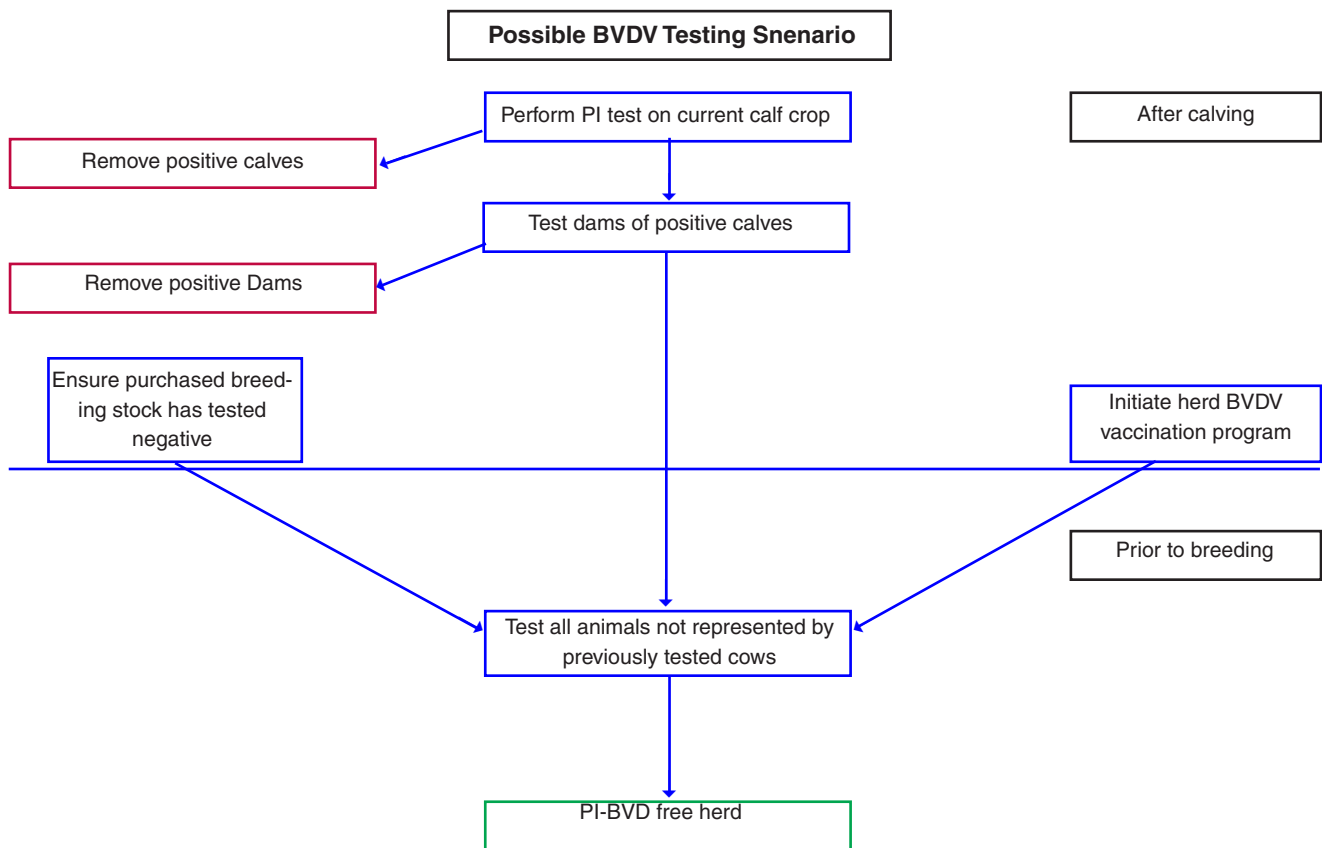 Possible BVDV Testing Snenario
Perform PI test on current calf crop
After calving
Remove positive calves
Test dams of positive calves
Remove positive Dams
Ensure purchased breed-
ing stock has tested
negative
Initiate herd BVDV
vaccination program
Prior to breeding
Test all animals not represented by
previously tested cows
PI-BVD free herd